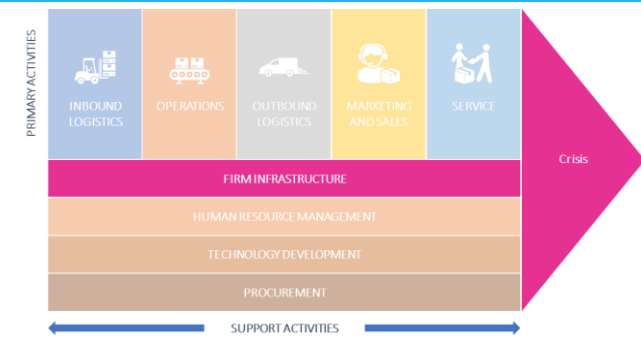 PRIMARY ACTIVITIES
INBOUND
LOGISTICS
OPERATIONS
OUTBOUND
LOGISTICS
MARKETING
AND SALES
SERVICE
Crisis
FIRM INFRASTRUCTURE
HUMAN RESOURCE MANAGEMENT
TECHNOLOGY DEVELOPMENT
PROCUREMENT
SUPPORT ACTIVITIES